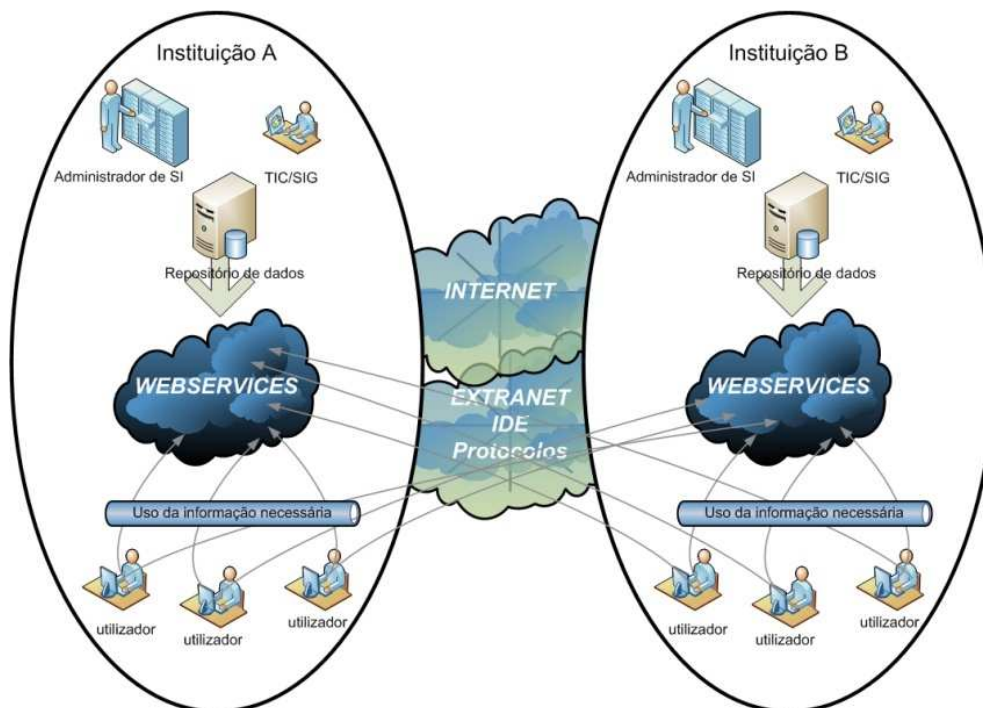 Instituição A
Administrador de SI
TIC/SIG
Repositório de dados
WEBSERVICES
Uso da informação necessária
utilizador
utilizador
utilizador
INTERNET
EXTRANET
IDE
Protocolos
Instituição B
Administrador de SI
TIC/SIG
Repositório de dados
WEBSERVICES
Uso da informação necessária
utilizador
utilizador
utilizador